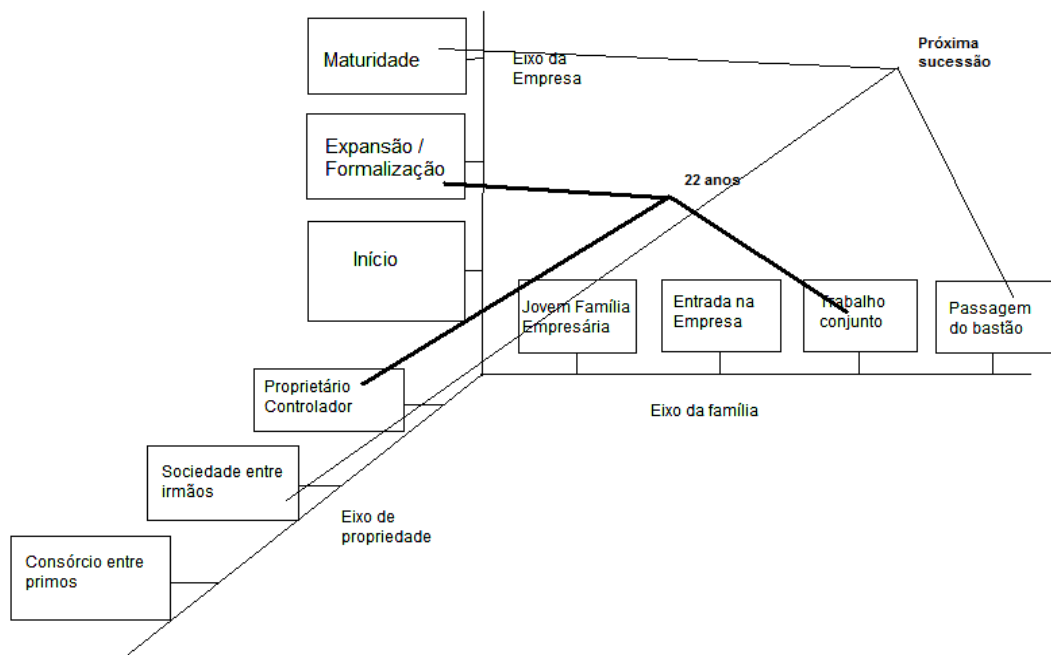 Maturidade
Eixo da
Empresa
Próxima
sucessão
Expansão /
Formalização
22 anos
Início
Jovem Família
Empresária
Entrada na
Empresa
Trabalho
conjunto
Passagem
do bastão
Proprietário
Controlador
Eixo da família
Sociedade entre
irmãos
Eixo de
propriedade
Consórcio entre
primos